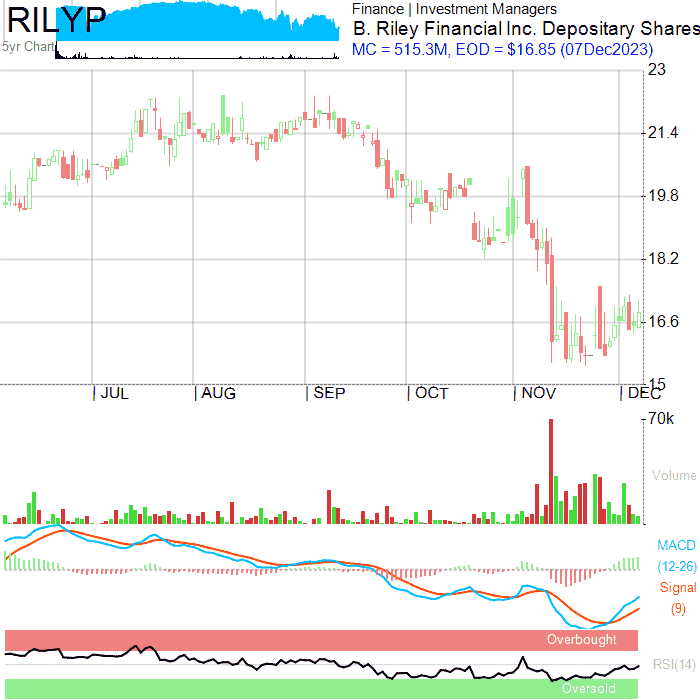 RILYP
Finance | Investment Managers
B. Riley Financial Inc. Depositary Shares
5yr Chart
MC = 515.3M, EOD = $16.85 (07Dec2023)
23
21.4
19.8
18.2
16.6
15
JUL AUG SEP OCT NOV DEC
70k
Volume
MACD
(12-26)
Signal
(9)
Overbought
RSI(14)
Oversold